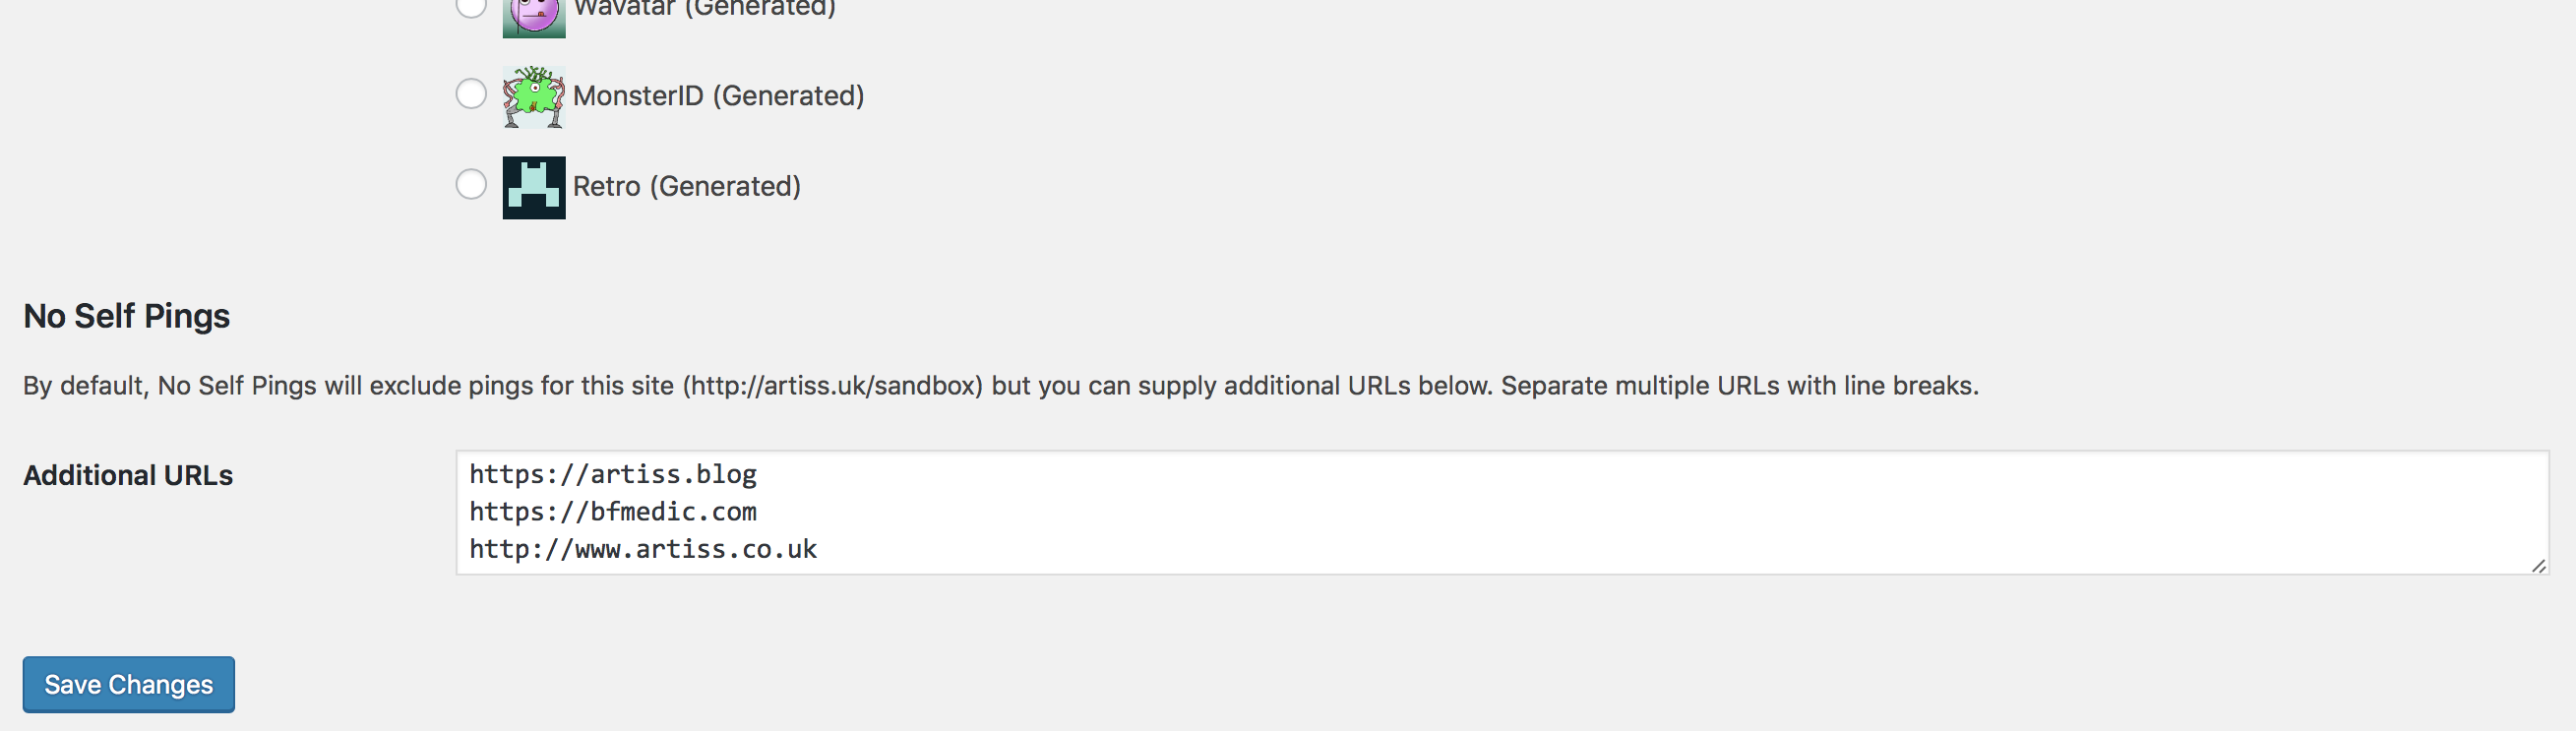 Wavatar (Generated)
MonsterID (Generated)
Retro (Generated)
No Self Pings
By default, No Self Pings will exclude pings for this site (http://artiss.uk/sandbox) but you can supply additional URLs below. Separate multiple URLs with line breaks.
Additional URLs
https://artiss.blog
https://bfmedic.com
http://www.artiss.co.uk
Save Changes